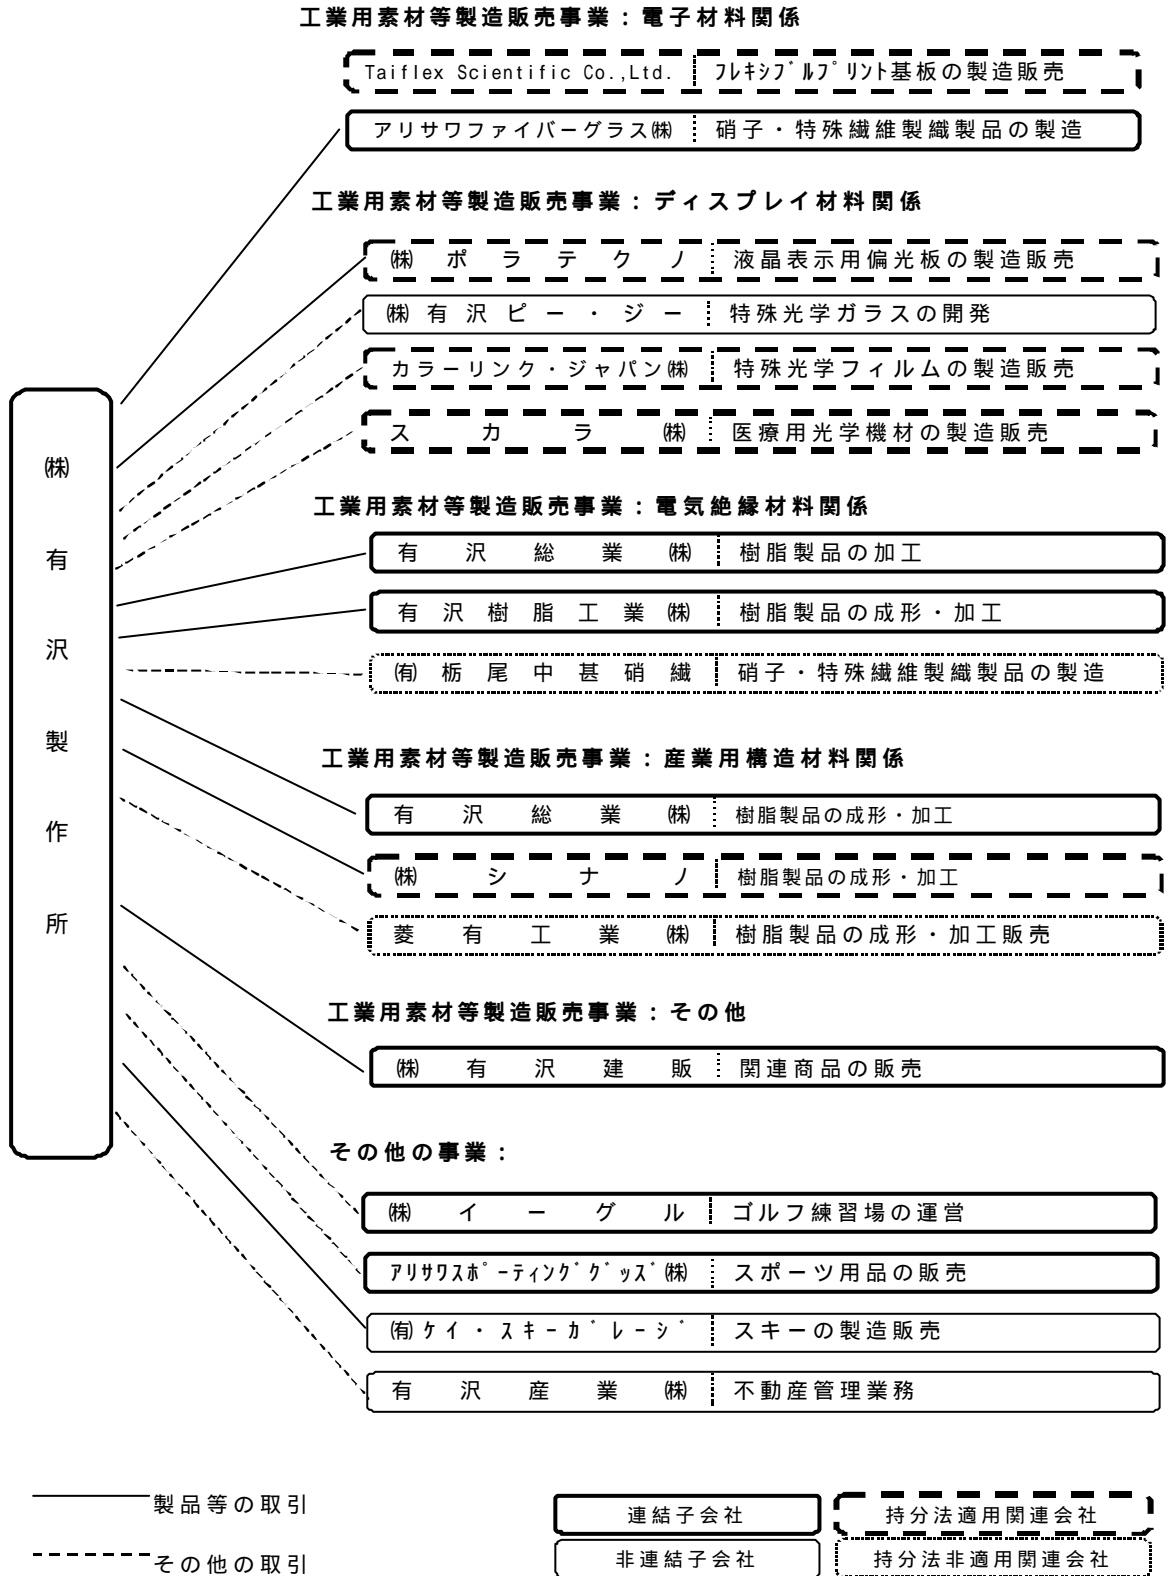 工業用素材等製造販売事業：電子材料関係
Taiflex Scientific Co.,Ltd. ﾌﾚｷｼﾌﾞﾙﾌﾟﾘﾝﾄ基板の製造販売
アリサワファイバーグラス㈱ 硝子・特殊繊維製織製品の製造
工業用素材等製造販売事業：ディスプレイ材料関係
㈱ポラテクノ 液晶表示用偏光板の製造販売
㈱有沢ピー・ジー 特殊光学ガラスの開発
カラーリンク・ジャパン㈱ 特殊光学フィルムの製造販売
スカラ㈱ 医療用光学機材の製造販売
㈱有沢製作所
工業用素材等製造販売事業：電気絶縁材料関係
有沢総業㈱ 樹脂製品の加工
有沢樹脂工業㈱ 樹脂製品の成形・加工
㈲栃尾中基硝繊 硝子・特殊繊維製織製品の製造
工業用素材等製造販売事業：産業用構造材料関係
有沢総業㈱ 樹脂製品の成形・加工
㈱シナノ 樹脂製品の成形・加工
菱有工業㈱ 樹脂製品の成形・加工販売
工業用素材等製造販売事業：その他
㈱有沢建販 関連商品の販売
その他の事業：
㈱イーグル ゴルフ練習場の運営
ｱﾘｻﾜｽﾎﾟｰﾃｨﾝｸﾞｸﾞｯｽﾞ㈱ スポーツ用品の販売
㈲ｹｲ・ｽｷｰｶﾞﾚｰｼﾞ スキーの製造販売
有沢産業㈱ 不動産管理業務
製品等の取引
連結子会社 持分法適用関連会社
非連結子会社 持分法非適用関連会社
その他の取引